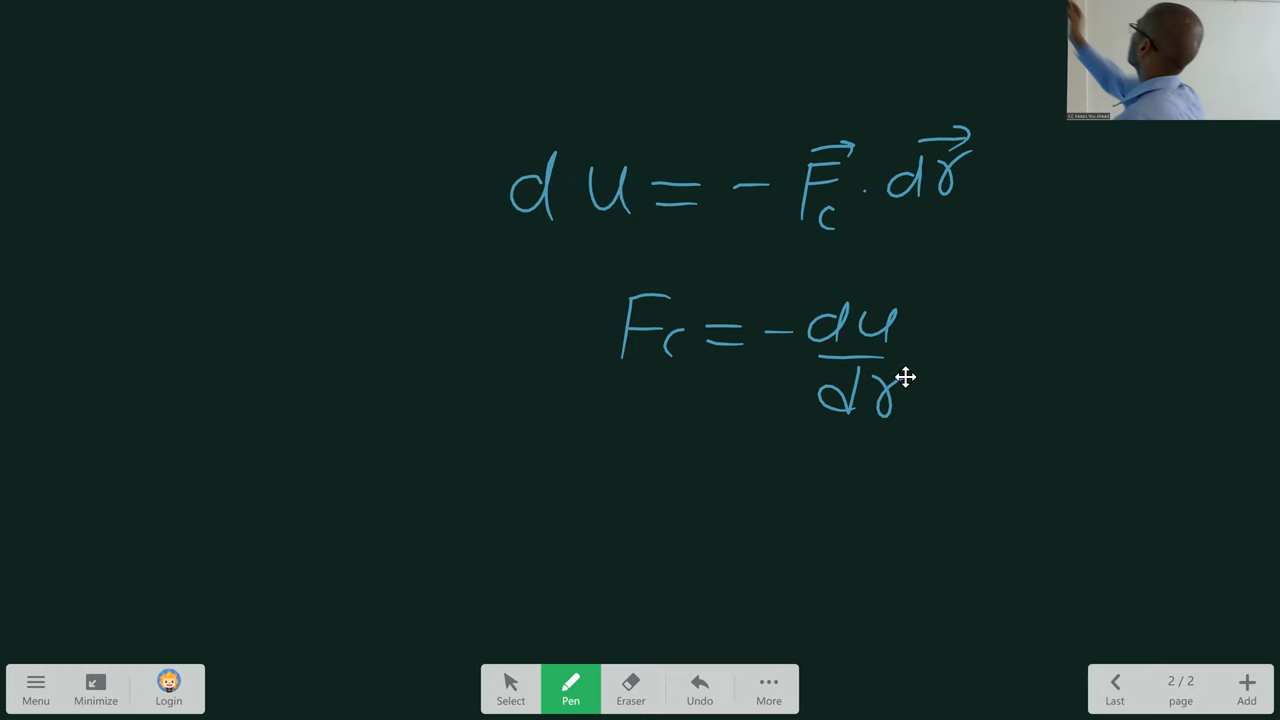 dU = - F⃗c · dr⃗
Fc = - dU/dr
Menu
Minimize
Login
Select
Pen
Eraser
Undo
More
Last
2 / 2
page
Add